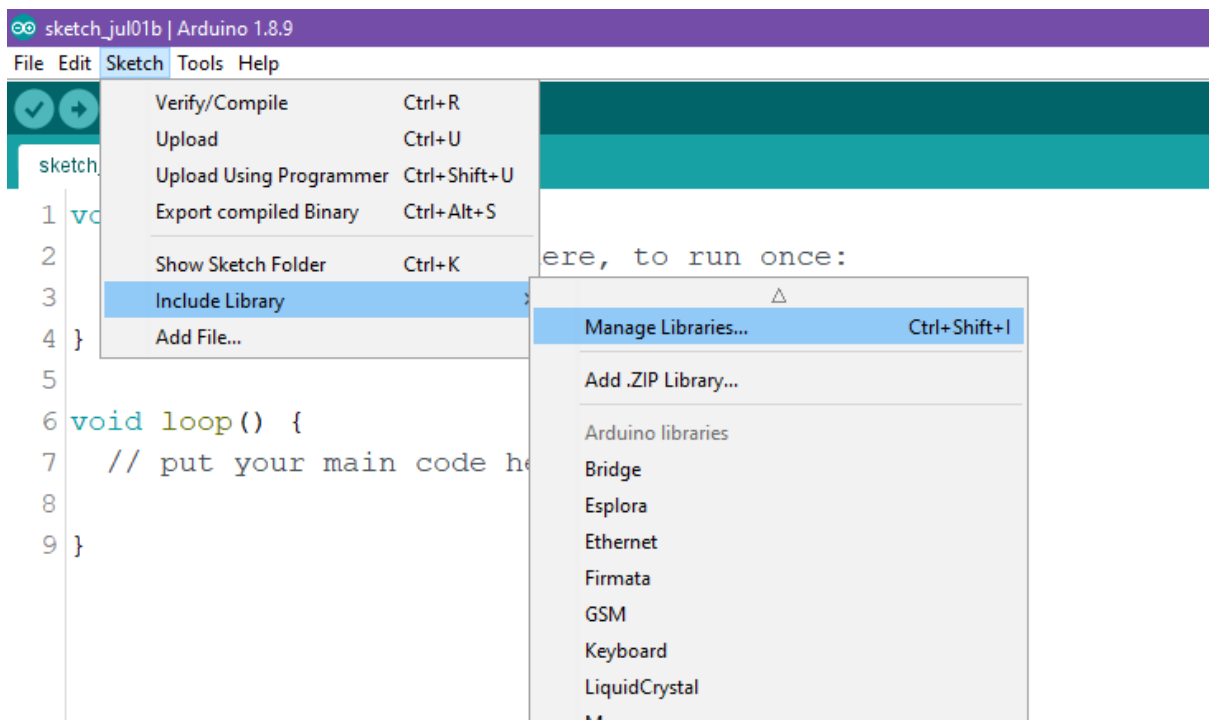 sketch_jul01b | Arduino 1.8.9
File Edit Sketch Tools Help
Verify/Compile Ctrl+R
Upload Ctrl+U
Upload Using Programmer Ctrl+Shift+U
Export compiled Binary Ctrl+Alt+S
Show Sketch Folder Ctrl+K
Include Library
Add File...
Manage Libraries... Ctrl+Shift+I
Add .ZIP Library...
Arduino libraries
Bridge
Esplora
Ethernet
Firmata
GSM
Keyboard
LiquidCrystal
sketch_
1
2 to run once:
3
4 }
5
6 void loop() {
7 // put your main code
8
9 }